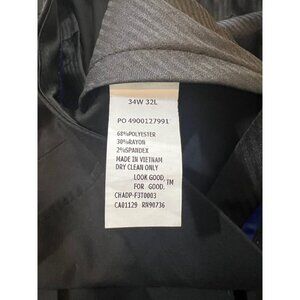 34W 32L
PO 4900127991
68%POLYESTER
30%RAYON
2%SPANDEX
MADE IN VIETNAM
DRY CLEAN ONLY
LOOK GOOD.
FOR GOOD.™
CHADP-F3T0003
CA01129 RN90736